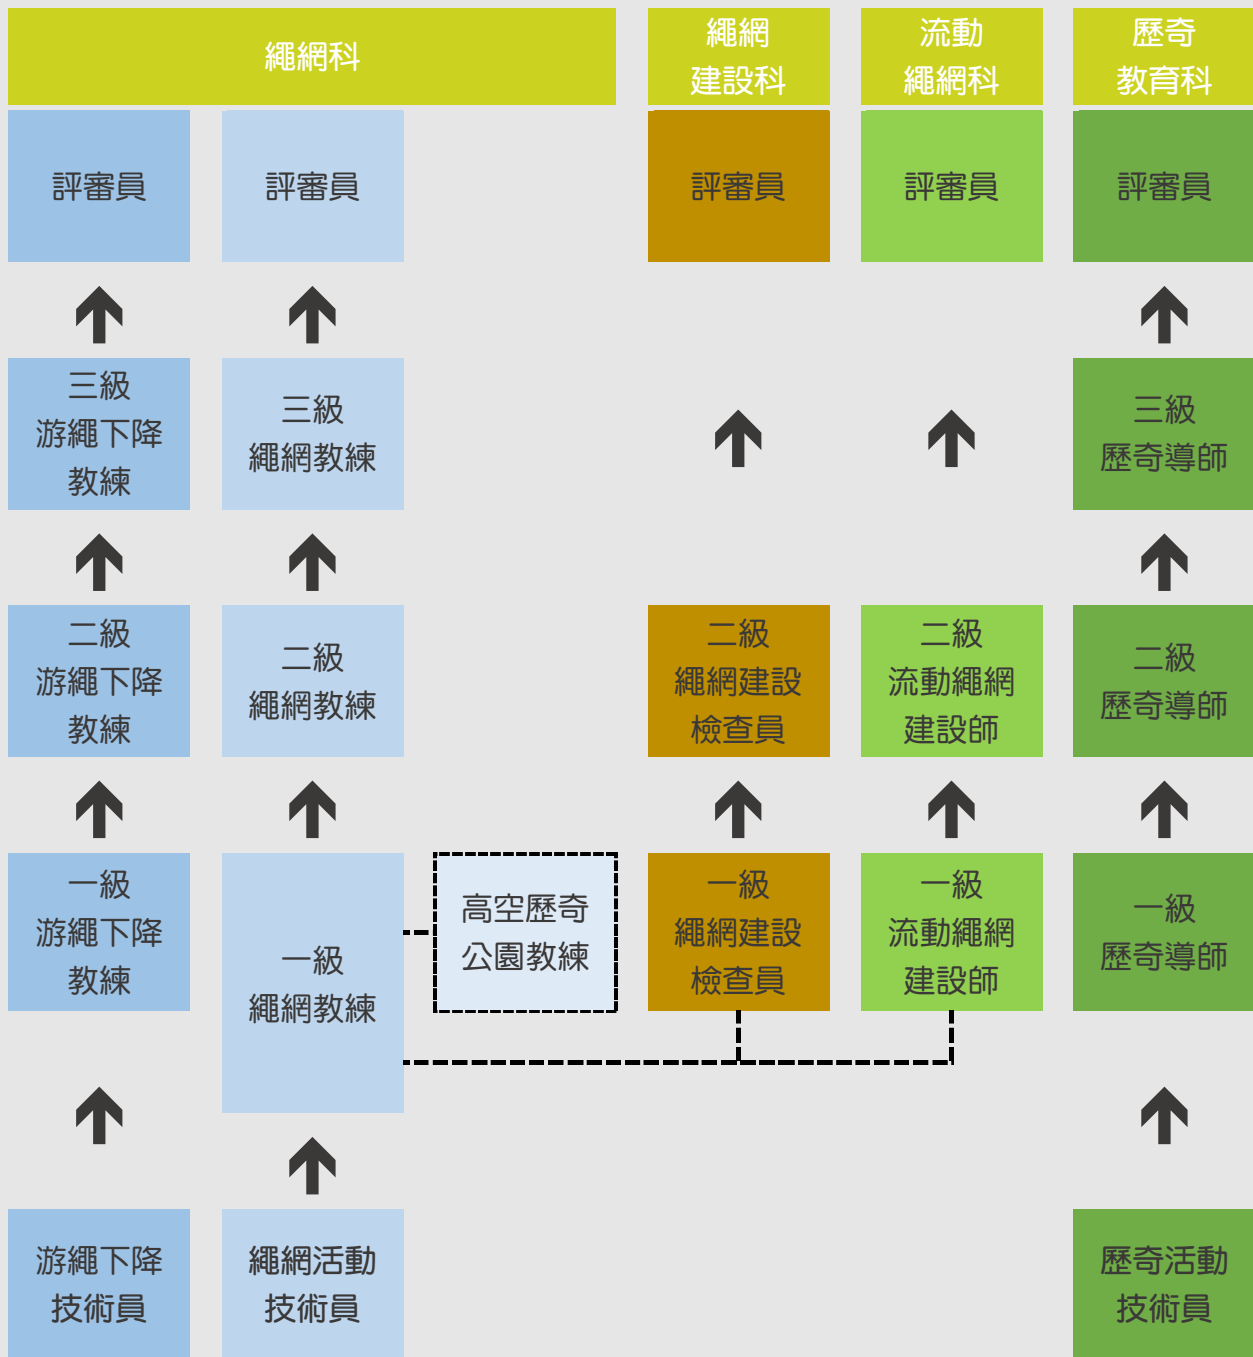 繩網科
繩網
建設科
流動
繩網科
歷奇
教育科
評審員
評審員
評審員
評審員
評審員
三級
游繩下降
教練
三級
繩網教練
三級
歷奇導師
二級
游繩下降
教練
二級
繩網教練
二級
繩網建設
檢查員
二級
流動繩網
建設師
二級
歷奇導師
一級
游繩下降
教練
一級
繩網教練
高空歷奇
公園教練
一級
繩網建設
檢查員
一級
流動繩網
建設師
一級
歷奇導師
游繩下降
技術員
繩網活動
技術員
歷奇活動
技術員